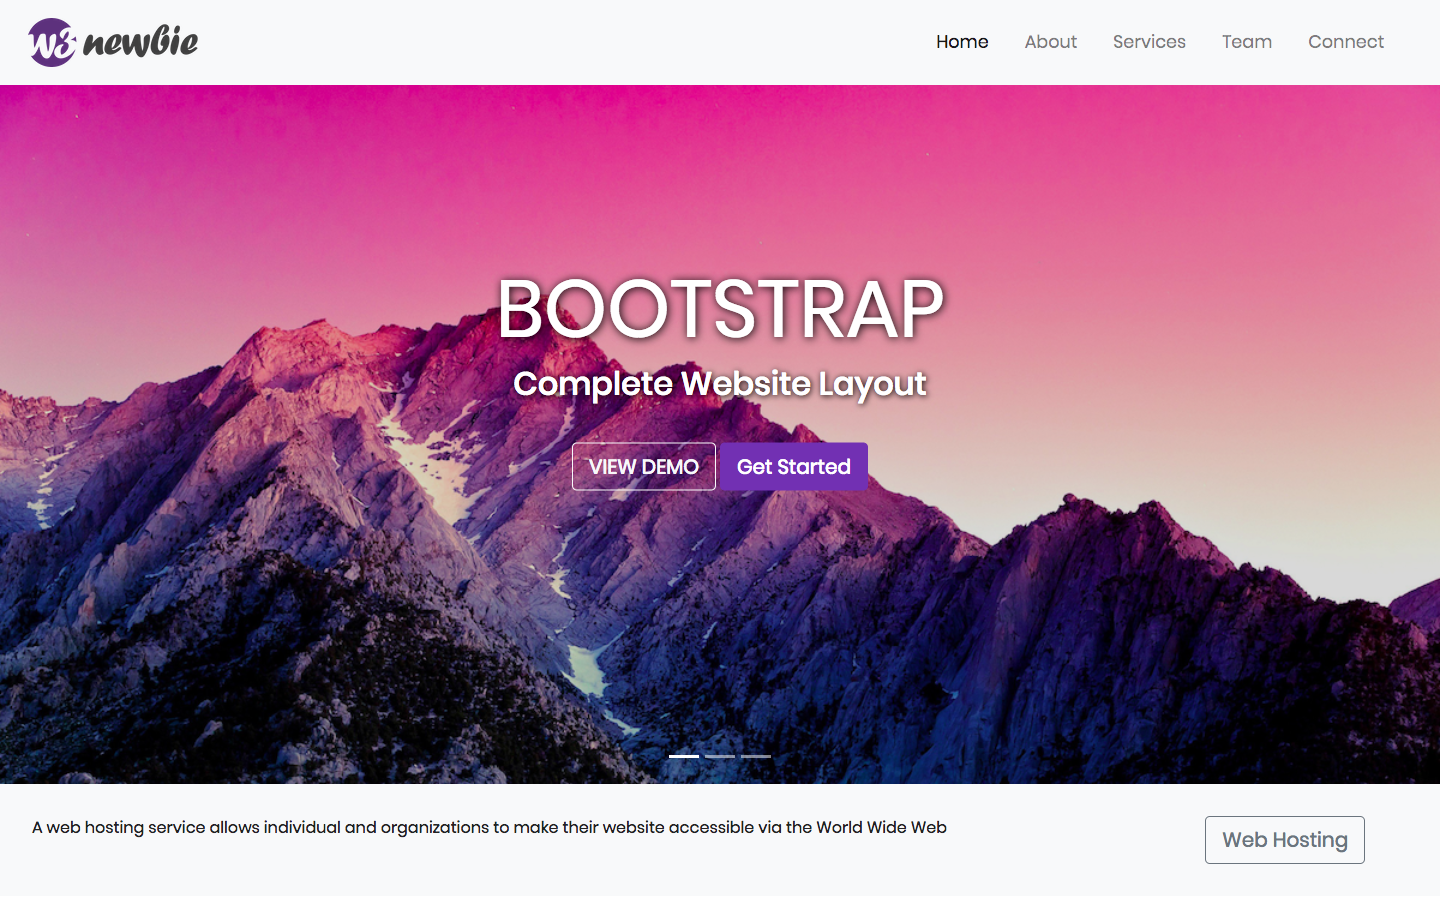 w3 newbie
Home About Services Team Connect
BOOTSTRAP
Complete Website Layout
VIEW DEMO Get Started
A web hosting service allows individual and organizations to make their website accessible via the World Wide Web
Web Hosting